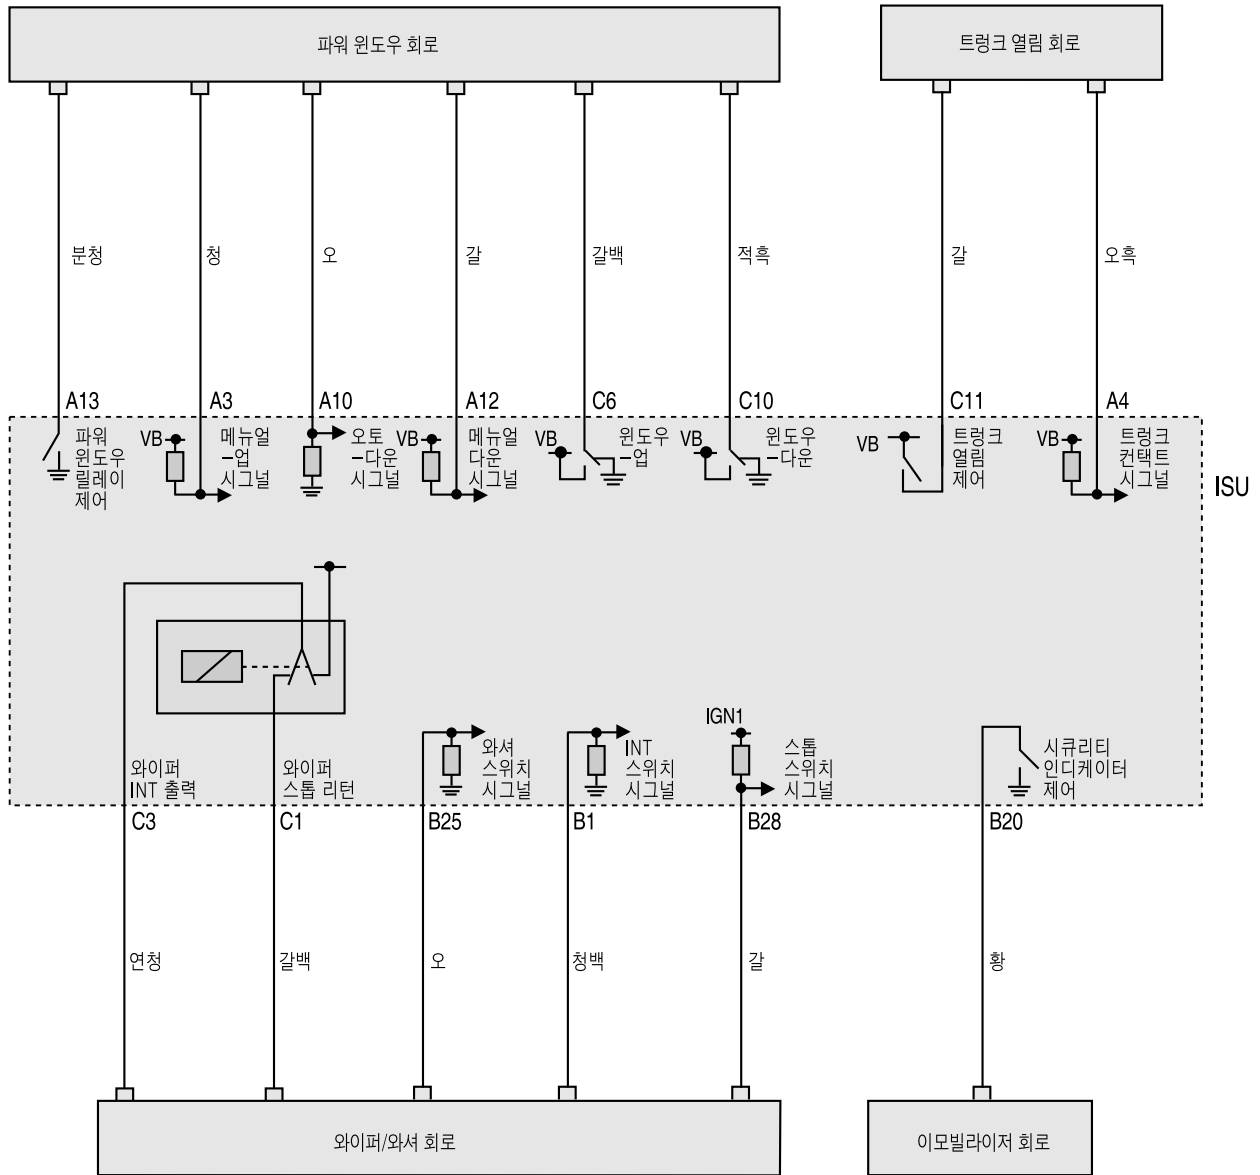 파워 윈도우 회로
트렁크 열림 회로
분청
청
오
갈
갈백
적흑
갈
오흑
A13
A3
A10
A12
C6
C10
C11
A4
파워
윈도우
릴레이
제어
VB
메뉴얼
-업
시그널
오토
-다운
시그널
VB
메뉴얼
다운
시그널
VB
윈도우
-업
VB
윈도우
-다운
VB
트렁크
열림
제어
VB
트렁크
컨택트
시그널
ISU
와이퍼
INT 출력
와이퍼
스톱 리턴
와셔
스위치
시그널
INT
스위치
시그널
IGN1
스톱
스위치
시그널
시큐리티
인디케이터
제어
C3
C1
B25
B1
B28
B20
연청
갈백
오
청백
갈
황
와이퍼/와셔 회로
이모빌라이저 회로